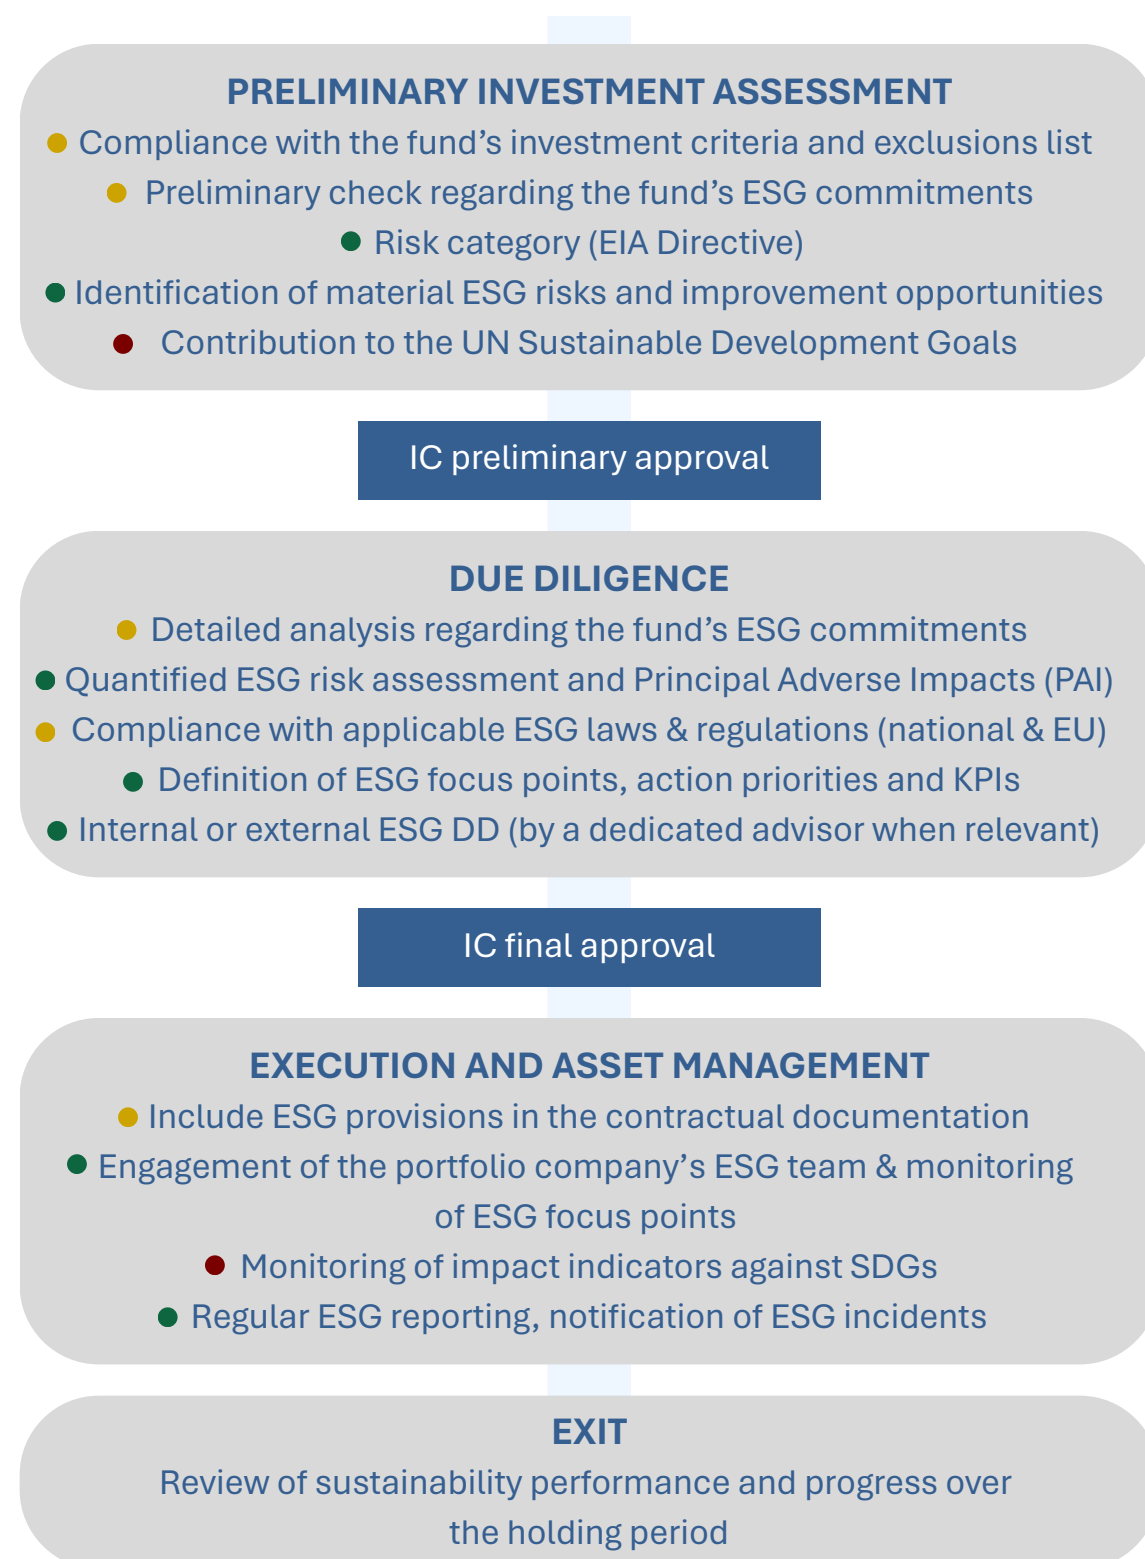 PRELIMINARY INVESTMENT ASSESSMENT
Compliance with the fund’s investment criteria and exclusions list
Preliminary check regarding the fund’s ESG commitments
Risk category (EIA Directive)
Identification of material ESG risks and improvement opportunities
Contribution to the UN Sustainable Development Goals
IC preliminary approval
DUE DILIGENCE
Detailed analysis regarding the fund’s ESG commitments
Quantified ESG risk assessment and Principal Adverse Impacts (PAI)
Compliance with applicable ESG laws & regulations (national & EU)
Definition of ESG focus points, action priorities and KPIs
Internal or external ESG DD (by a dedicated advisor when relevant)
IC final approval
EXECUTION AND ASSET MANAGEMENT
Include ESG provisions in the contractual documentation
Engagement of the portfolio company’s ESG team & monitoring
of ESG focus points
Monitoring of impact indicators against SDGs
Regular ESG reporting, notification of ESG incidents
EXIT
Review of sustainability performance and progress over
the holding period